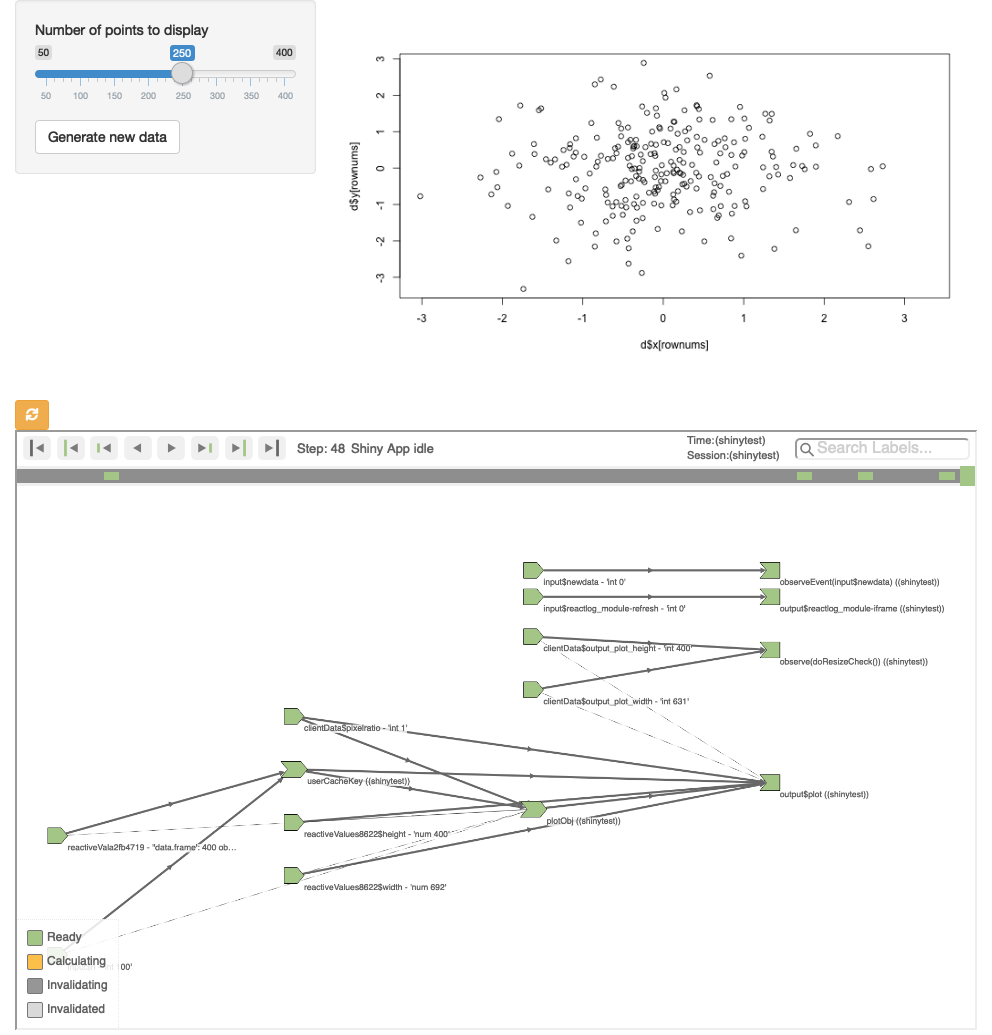 Number of points to display
50 250 400
50 100 150 200 250 300 350 400
Generate new data
3
2
1
0
-1
-2
-3
d$y[rownums]
-3 -2 -1 0 1 2 3
d$x[rownums]
Step: 48 Shiny App idle
Time:(shinytest)
Session:(shinytest)
Search Labels...
input$newdata - 'int 0'
observeEvent(input$newdata) ((shinytest))
input$reactlog_module-refresh - 'int 0'
output$reactlog_module-iframe ((shinytest))
clientData$output_plot_height - 'int 400'
observe(doResizeCheck()) ((shinytest))
clientData$output_plot_width - 'int 631'
clientData$pixelratio - 'int 1'
userCacheKey ((shinytest))
output$plot ((shinytest))
plotObj ((shinytest))
reactiveValues8622$height - 'num 400'
reactiveVala2fb4719 - "data.frame': 400 ob...
reactiveValues8622$width - 'num 692'
Ready
Calculating
00'
Invalidating
Invalidated